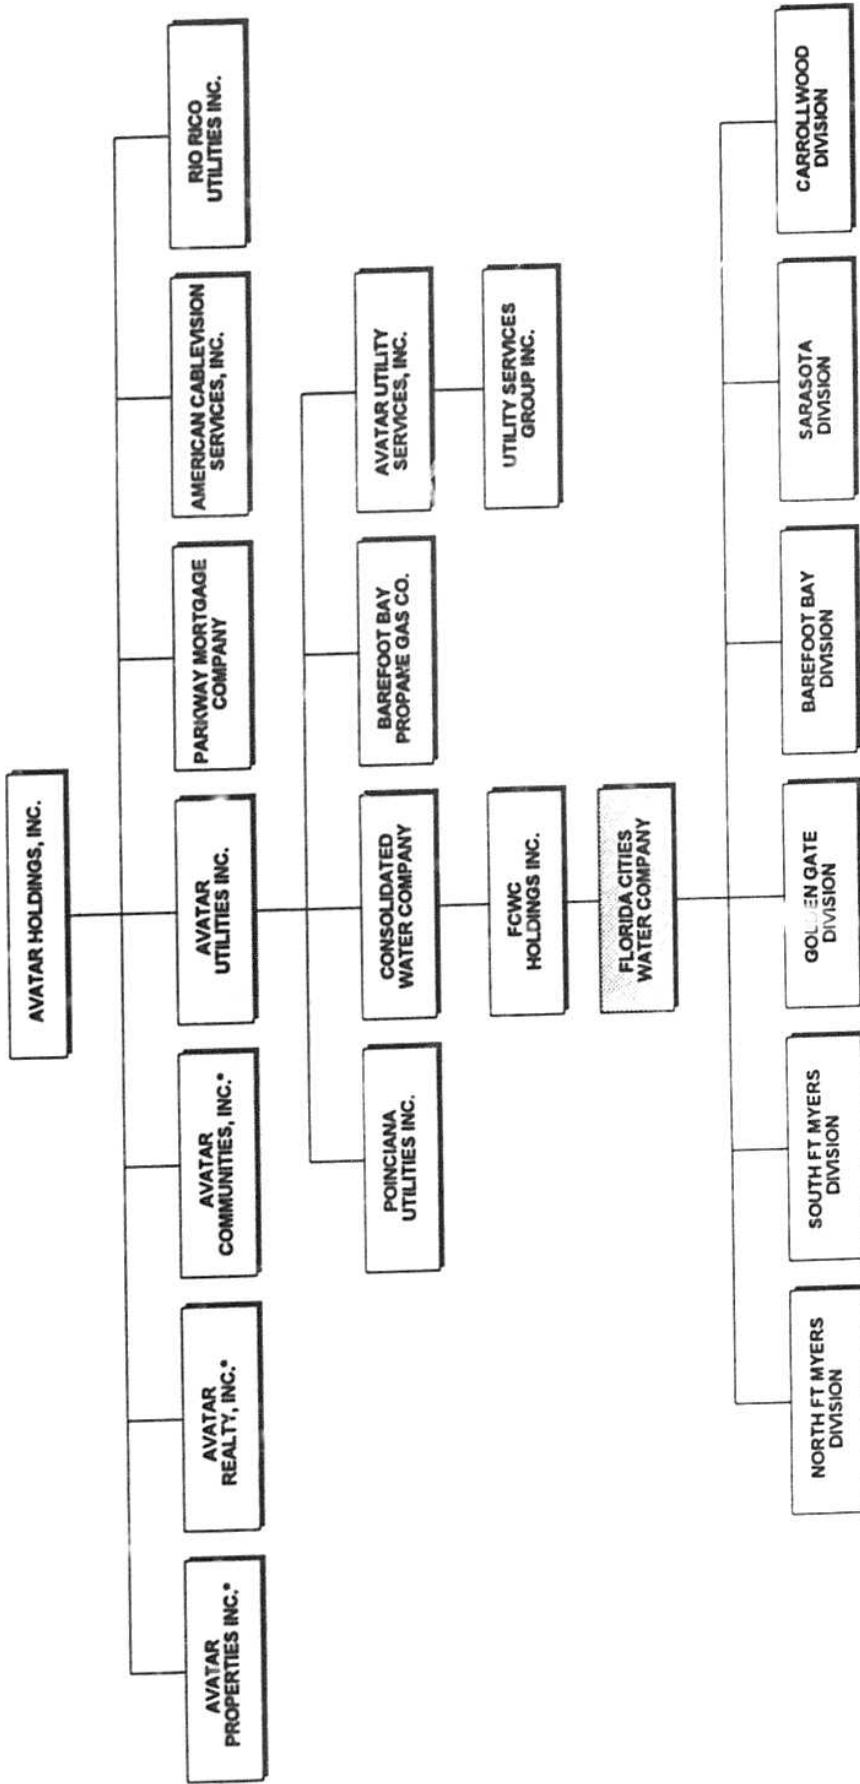 AVATAR HOLDINGS, INC.
AVATAR
PROPERTIES INC.*
AVATAR
REALTY, INC.*
AVATAR
COMMUNITIES, INC.*
AVATAR
UTILITIES INC.
PARKWAY MORTGAGE
COMPANY
AMERICAN CABLEVISION
SERVICES, INC.
RIO RICO
UTILITIES INC.
POINCIANA
UTILITIES INC.
CONSOLIDATED
WATER COMPANY
BAREFOOT BAY
PROPANE GAS CO.
AVATAR UTILITY
SERVICES, INC.
FCWC
HOLDINGS INC.
UTILITY SERVICES
GROUP INC.
FLORIDA CITIES
WATER COMPANY
NORTH FT MYERS
DIVISION
SOUTH FT MYERS
DIVISION
GOLDEN GATE
DIVISION
BAREFOOT BAY
DIVISION
SARASOTA
DIVISION
CARROLLWOOD
DIVISION